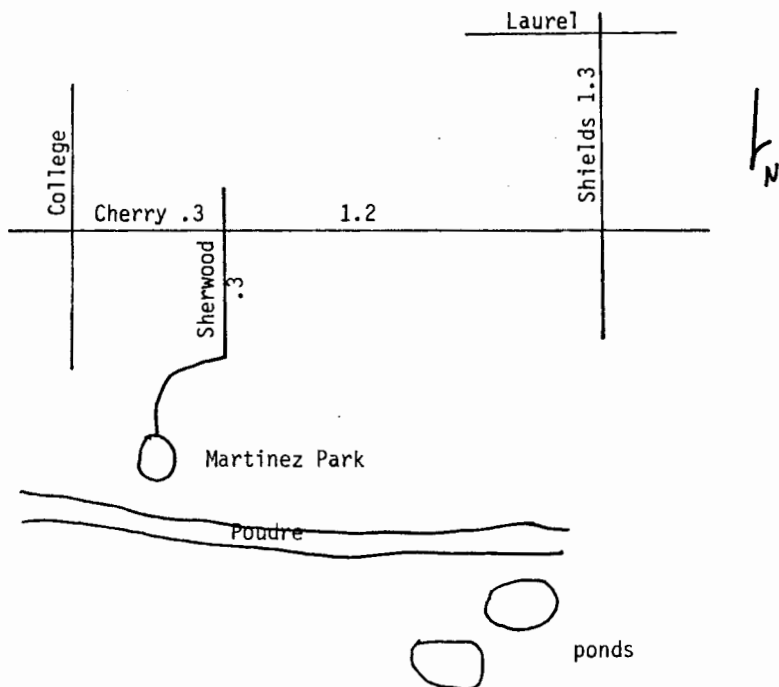 Laurel
Shields 1.3
College
N
Cherry .3
1.2
Sherwood
.3
Martinez Park
Poudre
ponds